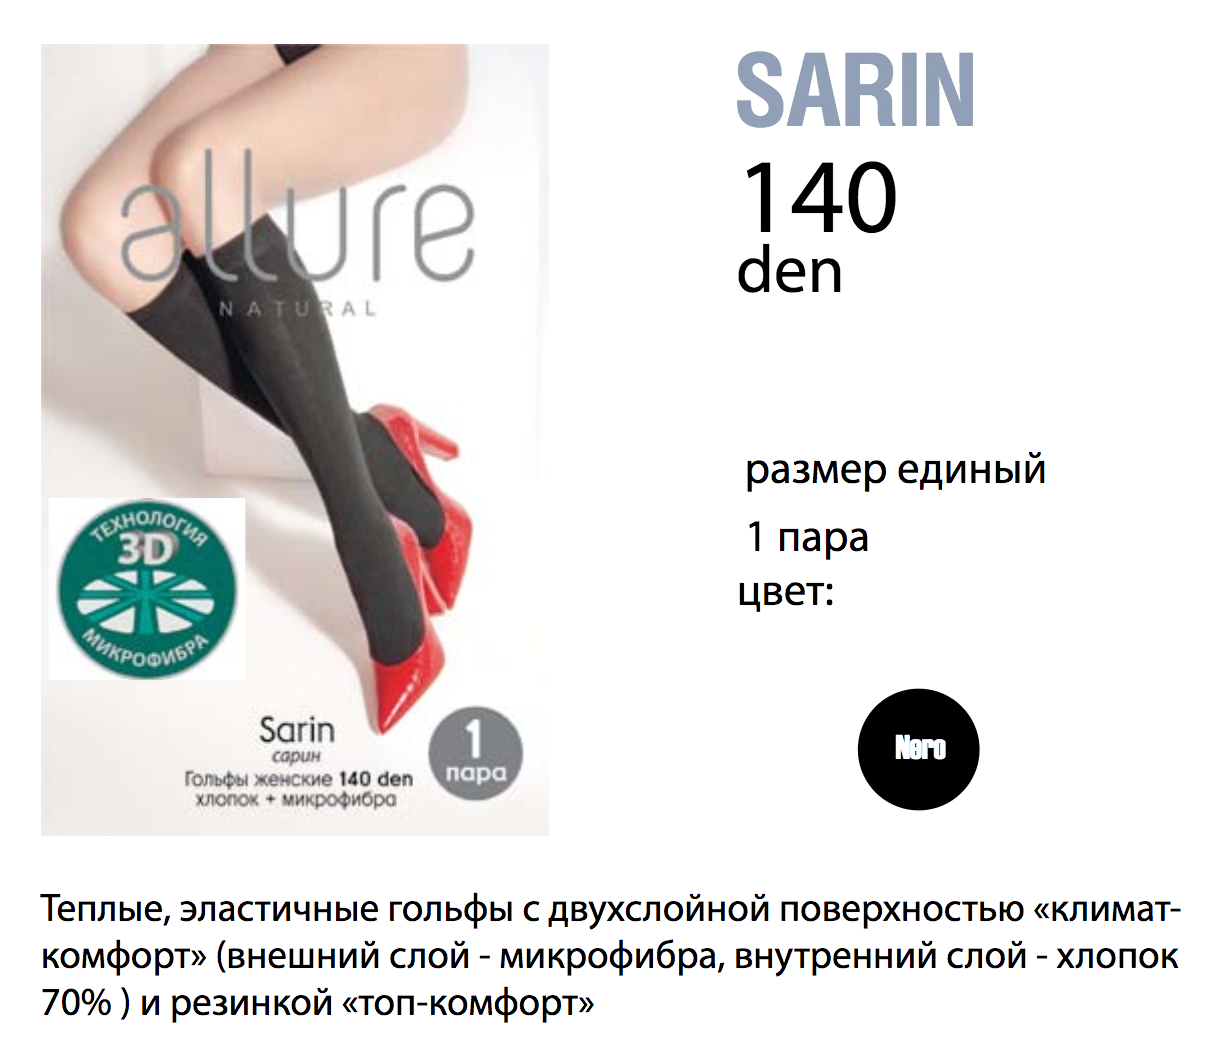 allure
NATURAL
ТЕХНОЛОГИЯ
3D
МИКРОФИБРА
Sarin
сарин
Гольфы женские 140 den
хлопок + микрофибра
1
пара
SARIN
140
den
размер единый
1 пара
цвет:
Nero
Теплые, эластичные гольфы с двухслойной поверхностью «климат-
комфорт» (внешний слой - микрофибра, внутренний слой - хлопок
70% ) и резинкой «топ-комфорт»